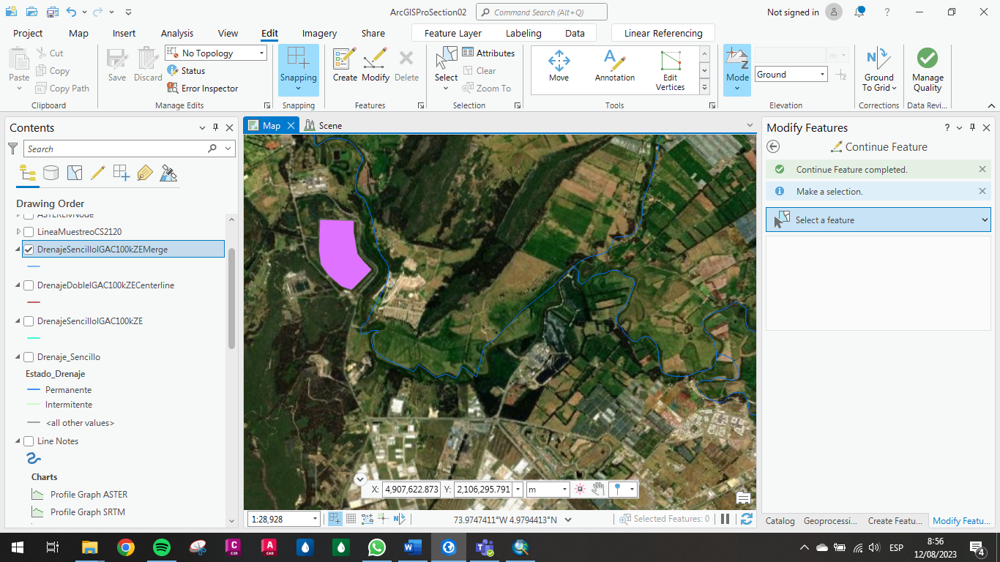 ArcGISProSection02
Command Search (Alt+Q)
Not signed in
?
Project
Map
Insert
Analysis
View
Edit
Imagery
Share
Feature Layer
Labeling
Data
Linear Referencing
Paste
Cut
Copy
Copy Path
Clipboard
Save
Discard
No Topology
Status
Error Inspector
Manage Edits
Snapping
Snapping
Create
Modify
Delete
Features
Select
Attributes
Clear
Zoom To
Selection
Move
Annotation
Edit
Vertices
Tools
Mode
m
Ground
Elevation
Ground
To Grid
Corrections
Manage
Quality
Data Revi...
Contents
Search
Drawing Order
ASTERLivNode
LineaMuestreoCS2120
DrenajeSencilloIGAC100kZEMerge
DrenajeDobleIGAC100kZECenterline
DrenajeSencilloIGAC100kZE
Drenaje_Sencillo
Estado_Drenaje
Permanente
Intermitente
<all other values>
Line Notes
Charts
Profile Graph ASTER
Profile Graph SRTM
Map
Scene
X: 4,907,622.873 Y: 2,106,295.791 m
1:28,928
73.9747411°W 4.9794413°N
Selected Features: 0
Modify Features
?
Continue Feature
Continue Feature completed.
Make a selection.
Select a feature
Catalog
Geoprocessi...
Create Featu...
Modify Featu...
ESP
8:56
12/08/2023
4